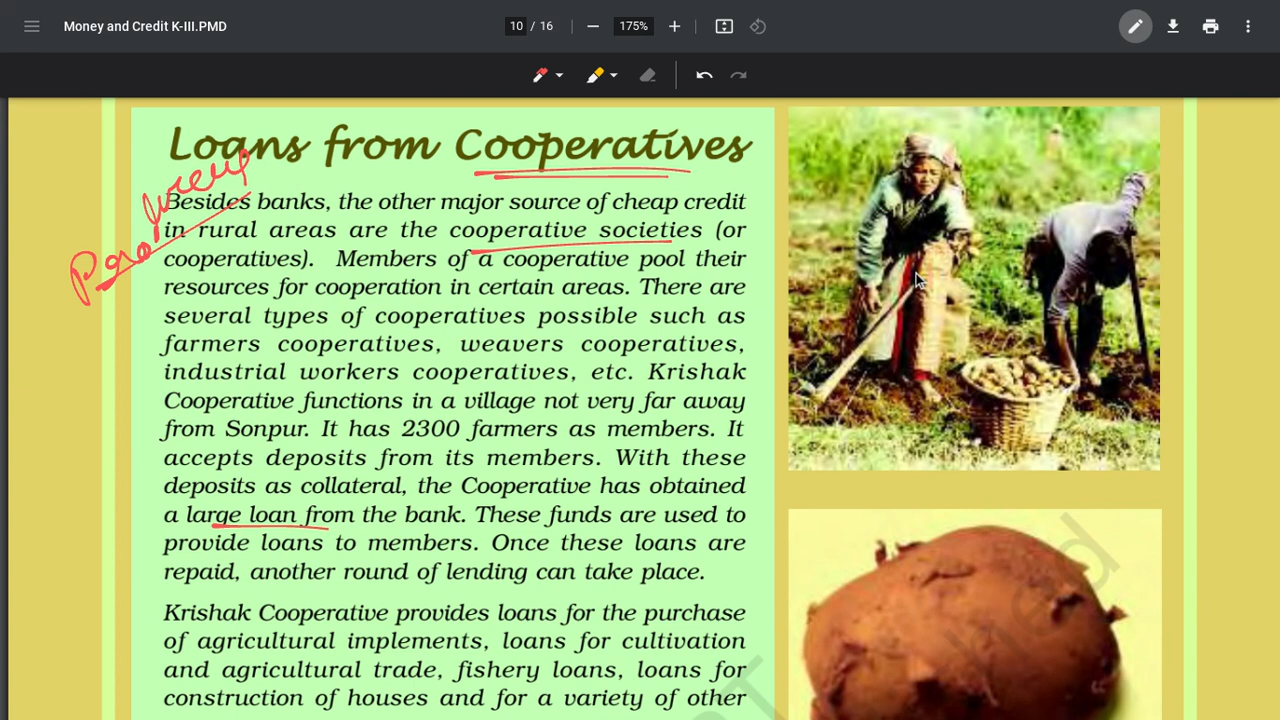 Money and Credit K-III.PMD
10 / 16
175%
Loans from Cooperatives
Besides banks, the other major source of cheap credit
in rural areas are the cooperative societies (or
cooperatives). Members of a cooperative pool their
resources for cooperation in certain areas. There are
several types of cooperatives possible such as
farmers cooperatives, weavers cooperatives,
industrial workers cooperatives, etc. Krishak
Cooperative functions in a village not very far away
from Sonpur. It has 2300 farmers as members. It
accepts deposits from its members. With these
deposits as collateral, the Cooperative has obtained
a large loan from the bank. These funds are used to
provide loans to members. Once these loans are
repaid, another round of lending can take place.
Krishak Cooperative provides loans for the purchase
of agricultural implements, loans for cultivation
and agricultural trade, fishery loans, loans for
construction of houses and for a variety of other